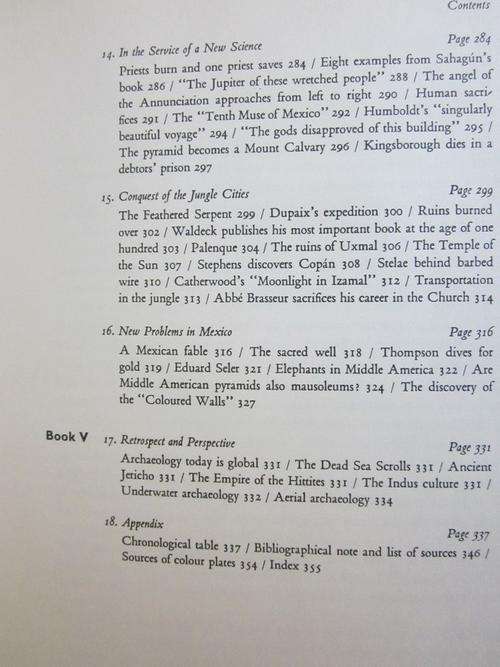 Contents
14. In the Service of a New Science Page 284
Priests burn and one priest saves 284 / Eight examples from Sahagún's
book 286 / "The Jupiter of these wretched people" 288 / The angel of
the Annunciation approaches from left to right 290 / Human sacri-
fices 291 / The "Tenth Muse of Mexico" 292 / Humboldt's "singularly
beautiful voyage" 294 / "The gods disapproved of this building" 295 /
The pyramid becomes a Mount Calvary 296 / Kingsborough dies in a
debtors' prison 297
15. Conquest of the Jungle Cities Page 299
The Feathered Serpent 299 / Dupaix's expedition 300 / Ruins burned
over 302 / Waldeck publishes his most important book at the age of one
hundred 303 / Palenque 304 / The ruins of Uxmal 306 / The Temple of
the Sun 307 / Stephens discovers Copán 308 / Stelae behind barbed
wire 310 / Catherwood's "Moonlight in Izamal" 312 / Transportation
in the jungle 313 / Abbé Brasseur sacrifices his career in the Church 314
16. New Problems in Mexico Page 316
A Mexican fable 316 / The sacred well 318 / Thompson dives for
gold 319 / Eduard Seler 321 / Elephants in Middle America 322 / Are
Middle American pyramids also mausoleums? 324 / The discovery of
the "Coloured Walls" 327
Book V 17. Retrospect and Perspective Page 331
Archaeology today is global 331 / The Dead Sea Scrolls 331 / Ancient
Jericho 331 / The Empire of the Hittites 331 / The Indus culture 331 /
Underwater archaeology 332 / Aerial archaeology 334
18. Appendix Page 337
Chronological table 337 / Bibliographical note and list of sources 346 /
Sources of colour plates 354 / Index 355